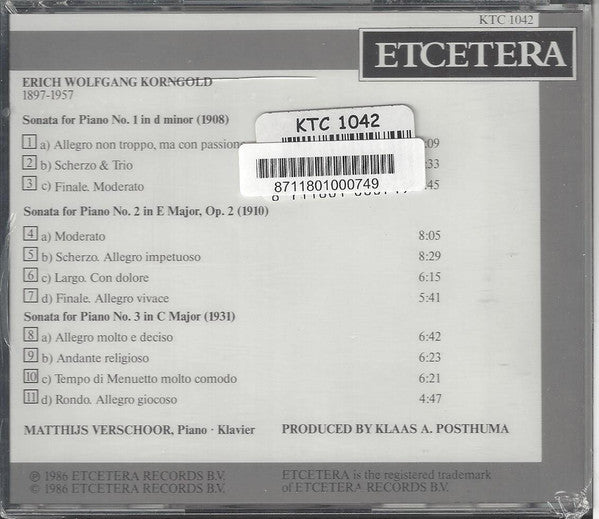 KTC 1042
ETCETERA
ERICH WOLFGANG KORNGOLD
1897-1957
Sonata for Piano No. 1 in d minor (1908)
1 a) Allegro non troppo, ma con passione :09
2 b) Scherzo & Trio :33
3 c) Finale. Moderato :45
KTC 1042
8711801000749
Sonata for Piano No. 2 in E Major, Op. 2 (1910)
4 a) Moderato 8:05
5 b) Scherzo. Allegro impetuoso 8:29
6 c) Largo. Con dolore 6:15
7 d) Finale. Allegro vivace 5:41
Sonata for Piano No. 3 in C Major (1931)
8 a) Allegro molto e deciso 6:42
9 b) Andante religioso 6:23
10 c) Tempo di Menuetto molto comodo 6:21
11 d) Rondo. Allegro giocoso 4:47
MATTHIJS VERSCHOOR, Piano · Klavier PRODUCED BY KLAAS A. POSTHUMA
℗ 1986 ETCETERA RECORDS B.V. ETCETERA is the registered trademark
© 1986 ETCETERA RECORDS B.V. of ETCETERA RECORDS B.V.